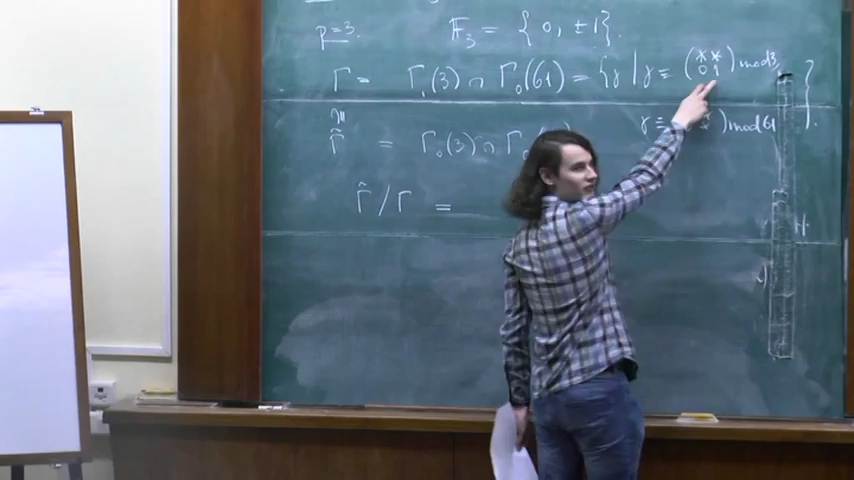 p=3. F₃ = { 0, ±1}.
Γ = Γ₁(3) ∩ Γ₀(61) = {γ | γ ≡ (* * 0 1) mod 3, }
γ ≡ ) mod 61 .
Γ̃ = Γ₀(3) ∩ Γ₀
Γ̃ / Γ =